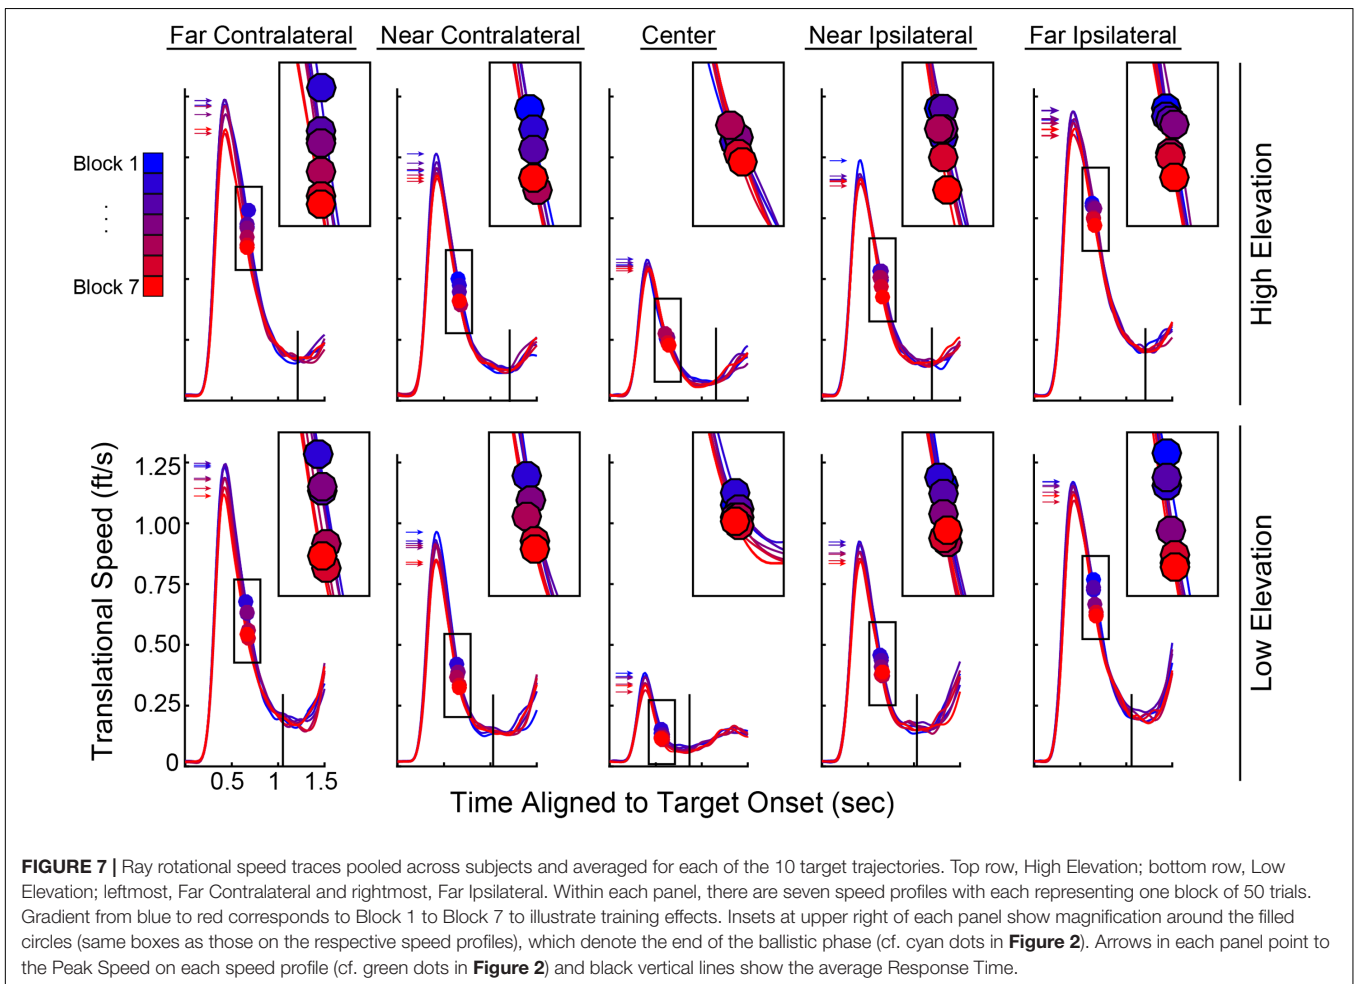 Far Contralateral
Near Contralateral
Center
Near Ipsilateral
Far Ipsilateral
Block 1
Block 7
High Elevation
Low Elevation
Translational Speed (ft/s)
1.25
1.00
0.75
0.50
0.25
0
0.5
1
1.5
Time Aligned to Target Onset (sec)
FIGURE 7 | Ray rotational speed traces pooled across subjects and averaged for each of the 10 target trajectories. Top row, High Elevation; bottom row, Low
Elevation; leftmost, Far Contralateral and rightmost, Far Ipsilateral. Within each panel, there are seven speed profiles with each representing one block of 50 trials.
Gradient from blue to red corresponds to Block 1 to Block 7 to illustrate training effects. Insets at upper right of each panel show magnification around the filled
circles (same boxes as those on the respective speed profiles), which denote the end of the ballistic phase (cf. cyan dots in Figure 2). Arrows in each panel point to
the Peak Speed on each speed profile (cf. green dots in Figure 2) and black vertical lines show the average Response Time.